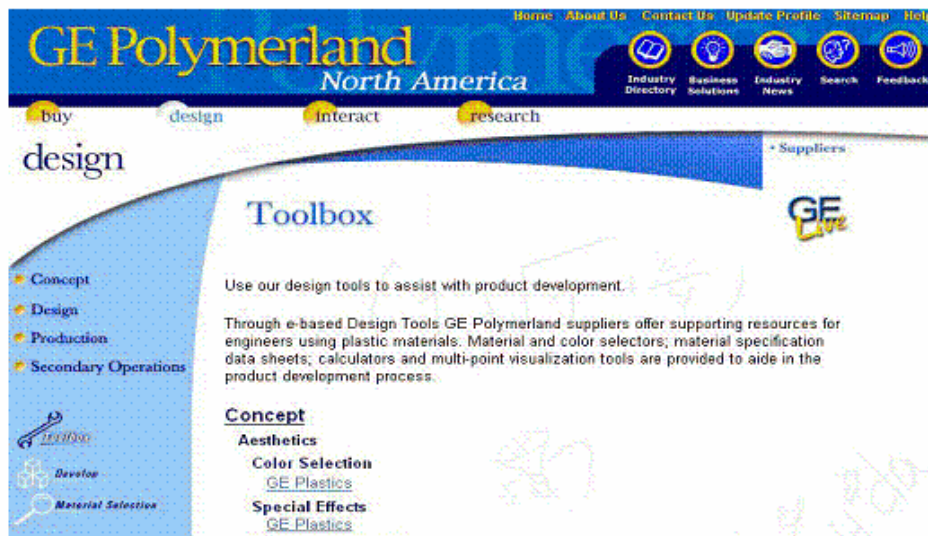 Home About Us Contact Us Update Profile Sitemap Help
GE Polymerland
North America
Industry Directory
Business Solutions
Industry News
Search
Feedback
buy design interact research
design
• Suppliers
Toolbox
GE Live
Concept
Design
Production
Secondary Operations
toolbox
Develop
Material Selection
Use our design tools to assist with product development.
Through e-based Design Tools GE Polymerland suppliers offer supporting resources for
engineers using plastic materials. Material and color selectors; material specification
data sheets; calculators and multi-point visualization tools are provided to aide in the
product development process.
Concept
Aesthetics
Color Selection
GE Plastics
Special Effects
GE Plastics